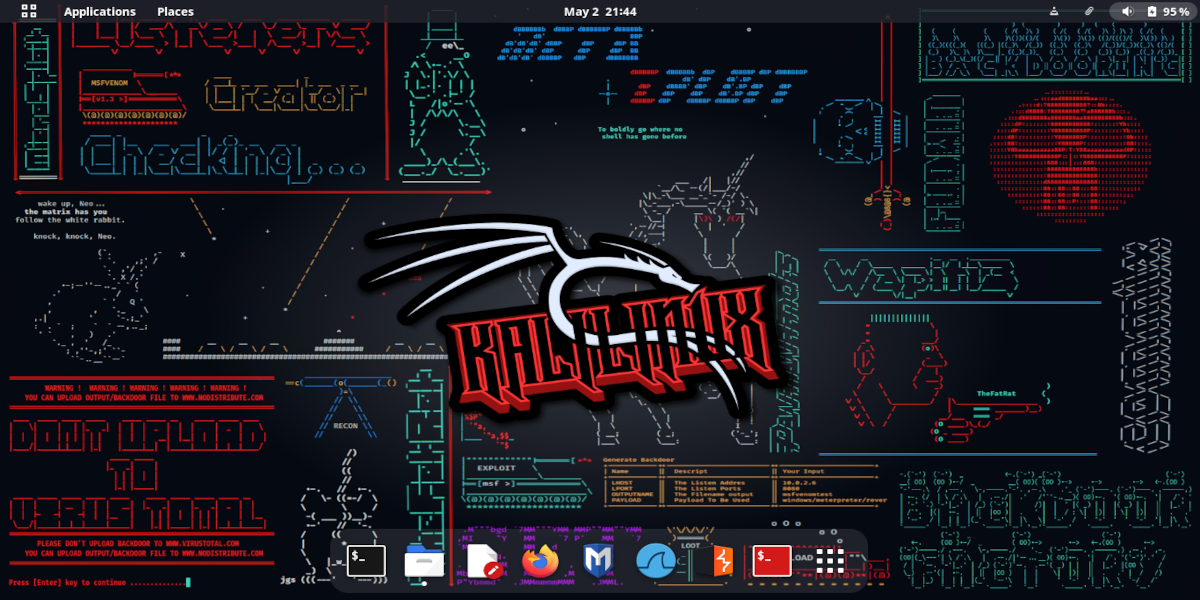 Applications Places
May 2 21:44
95 %
Listeners
MSFVENOM
[v1.3 >]
Creator
Checking...
To boldly go where no
shell has gone before
BACKDOORING
wake up, Neo...
the matrix has you
follow the white rabbit.
knock, knock, Neo.
KALI LINUX
Wapiti3
TheFatRat
WARNING ! WARNING ! WARNING ! WARNING ! WARNING !
YOU CAN UPLOAD OUTPUT/BACKDOOR FILE TO WWW.NODISTRIBUTE.COM
DONT UPLOAD
TO
VIRUS TOTAL
PLEASE DON'T UPLOAD BACKDOOR TO WWW.VIRUSTOTAL.COM
YOU CAN UPLOAD OUTPUT/BACKDOOR FILE TO WWW.NODISTRIBUTE.COM
Press [Enter] key to continue ..............
RECON
jgs
EXPLOIT
[msf >]
Generate Backdoor
Name Descript Your Input
LHOST The Listen Addres 10.0.2.6
LPORT The Listen Ports 8080
OUTPUTNAME The Filename output msfvenomtest
PAYLOAD Payload To Be Used windows/meterpreter/rever
LOOT
BACKDOOR
FACTORY